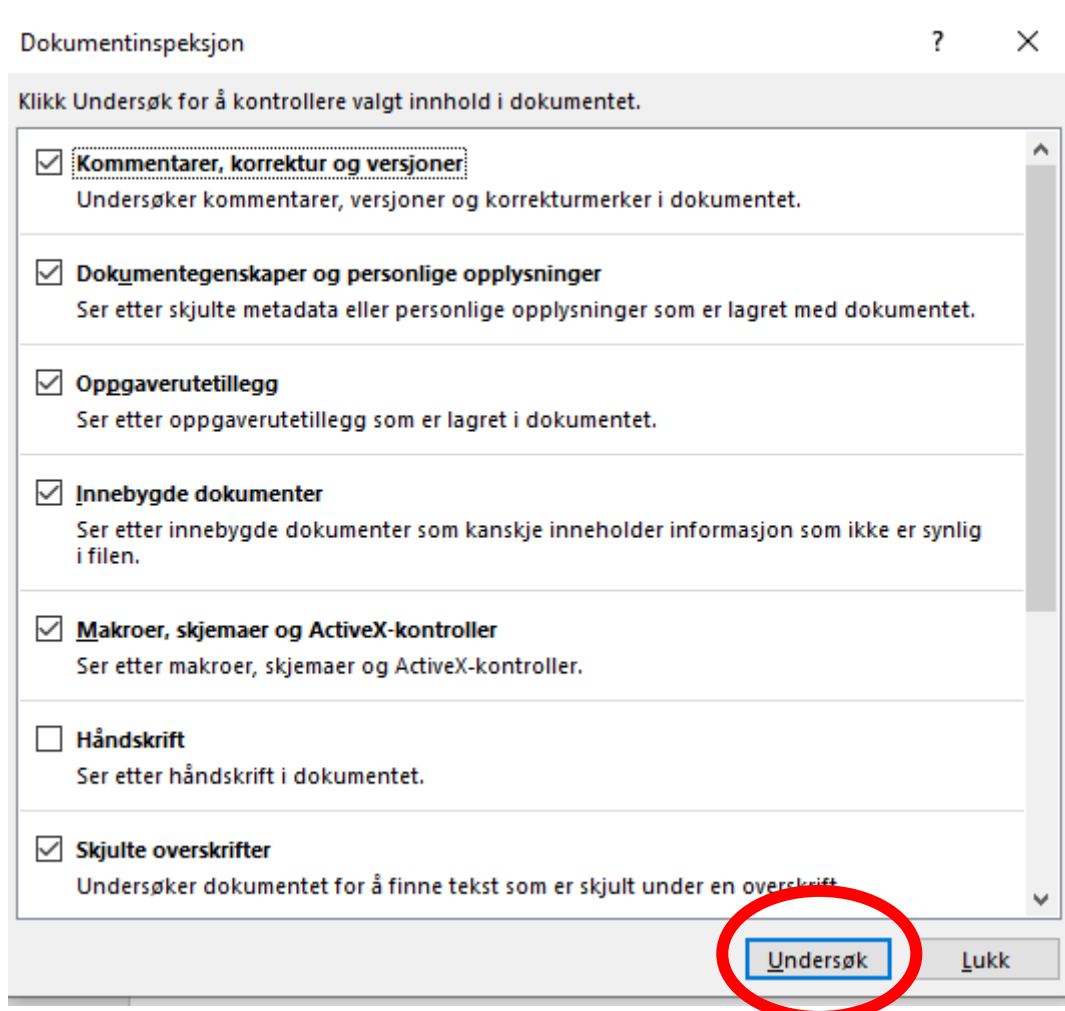 Dokumentinspeksjon ?
Klikk Undersøk for å kontrollere valgt innhold i dokumentet.
Kommentarer, korrektur og versjoner
Undersøker kommentarer, versjoner og korrekturmerker i dokumentet.
Dokumentegenskaper og personlige opplysninger
Ser etter skjulte metadata eller personlige opplysninger som er lagret med dokumentet.
Oppgaverutetillegg
Ser etter oppgaverutetillegg som er lagret i dokumentet.
Innebygde dokumenter
Ser etter innebygde dokumenter som kanskje inneholder informasjon som ikke er synlig
i filen.
Makroer, skjemaer og ActiveX-kontroller
Ser etter makroer, skjemaer og ActiveX-kontroller.
Håndskrift
Ser etter håndskrift i dokumentet.
Skjulte overskrifter
Undersøker dokumentet for å finne tekst som er skjult under en overskrift.
Undersøk Lukk